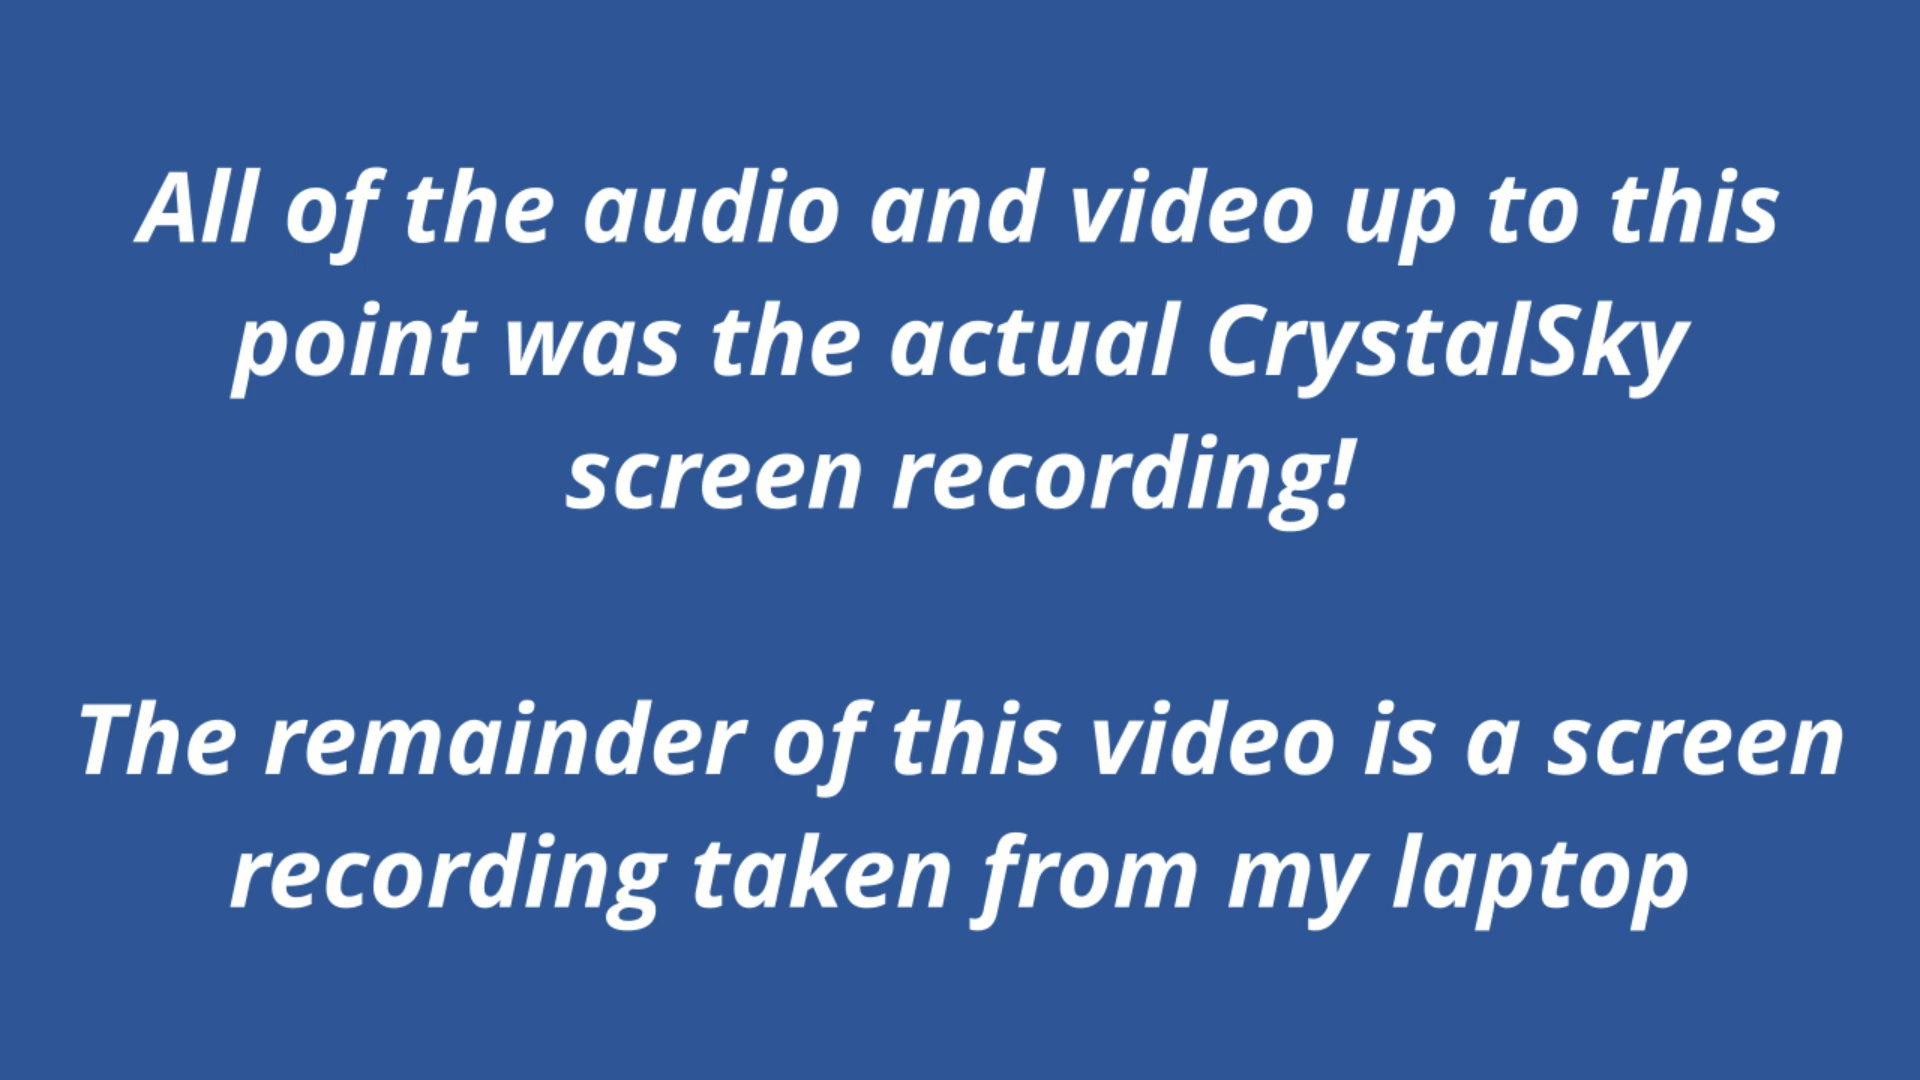 All of the audio and video up to this
point was the actual CrystalSky
screen recording!
The remainder of this video is a screen
recording taken from my laptop